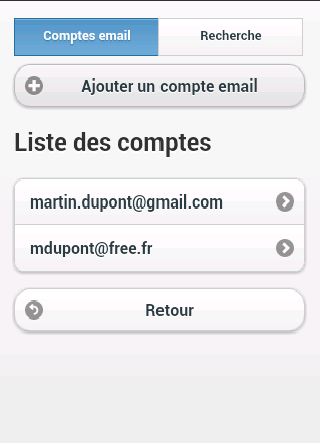 Comptes email Recherche
Ajouter un compte email
Liste des comptes
martin.dupont@gmail.com
mdupont@free.fr
Retour